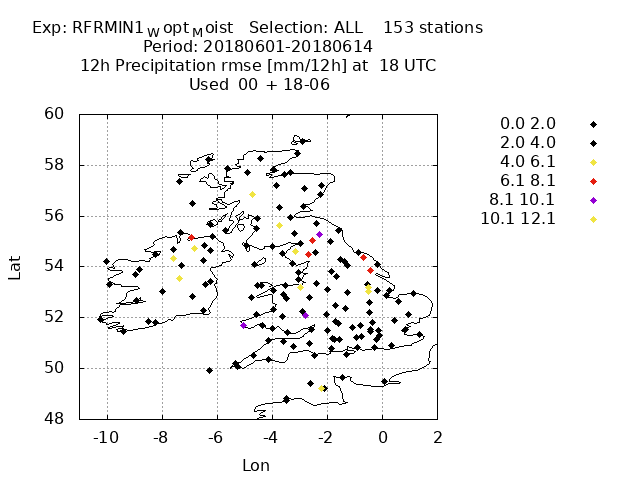 Exp: RFRMIN1WoptMoist Selection: ALL 153 stations
Period: 20180601-20180614
12h Precipitation rmse [mm/12h] at 18 UTC
Used 00 + 18-06
0.0 2.0
2.0 4.0
4.0 6.1
6.1 8.1
8.1 10.1
10.1 12.1
60
58
56
54
52
50
48
Lat
-10 -8 -6 -4 -2 0 2
Lon